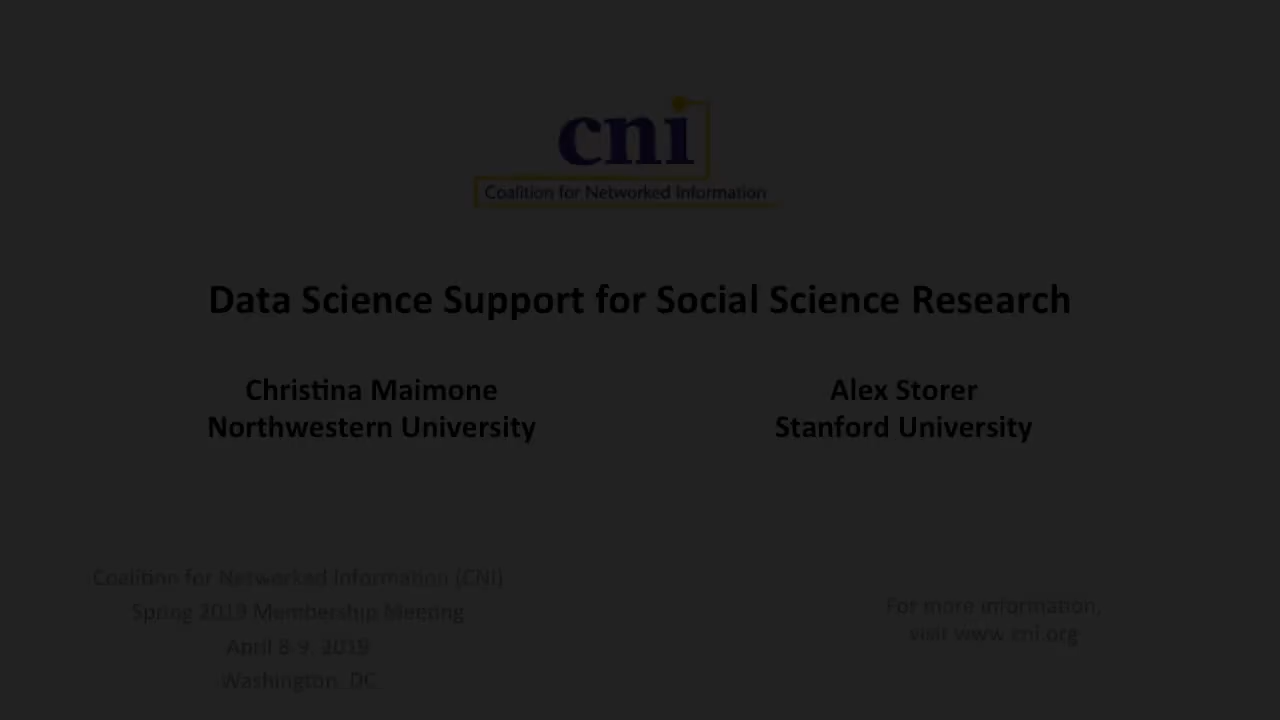 cni
Coalition for Networked Information
Data Science Support for Social Science Research
Christina Maimone
Northwestern University
Alex Storer
Stanford University
Coalition for Networked Information (CNI)
Spring 2019 Membership Meeting
April 8-9, 2019
Washington, DC
For more information,
visit www.cni.org